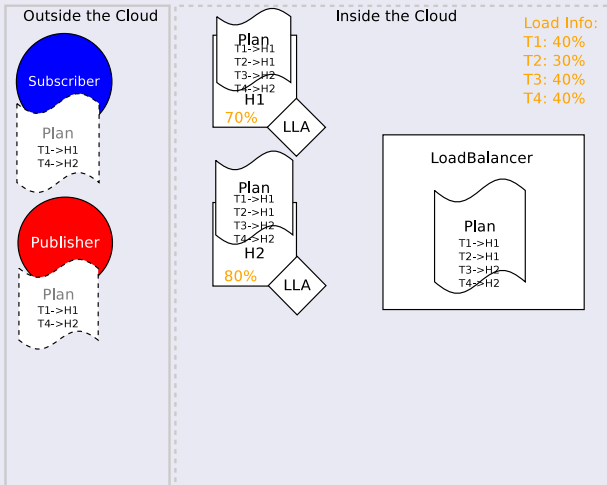 Outside the Cloud
Subscriber
Plan
T1->H1
T4->H2
Publisher
Plan
T1->H1
T4->H2
Inside the Cloud
Plan
T1->H1
T2->H1
T3->H2
T4->H2
H1
70%
LLA
Plan
T1->H1
T2->H1
T3->H2
T4->H2
H2
80%
LLA
Load Info:
T1: 40%
T2: 30%
T3: 40%
T4: 40%
LoadBalancer
Plan
T1->H1
T2->H1
T3->H2
T4->H2